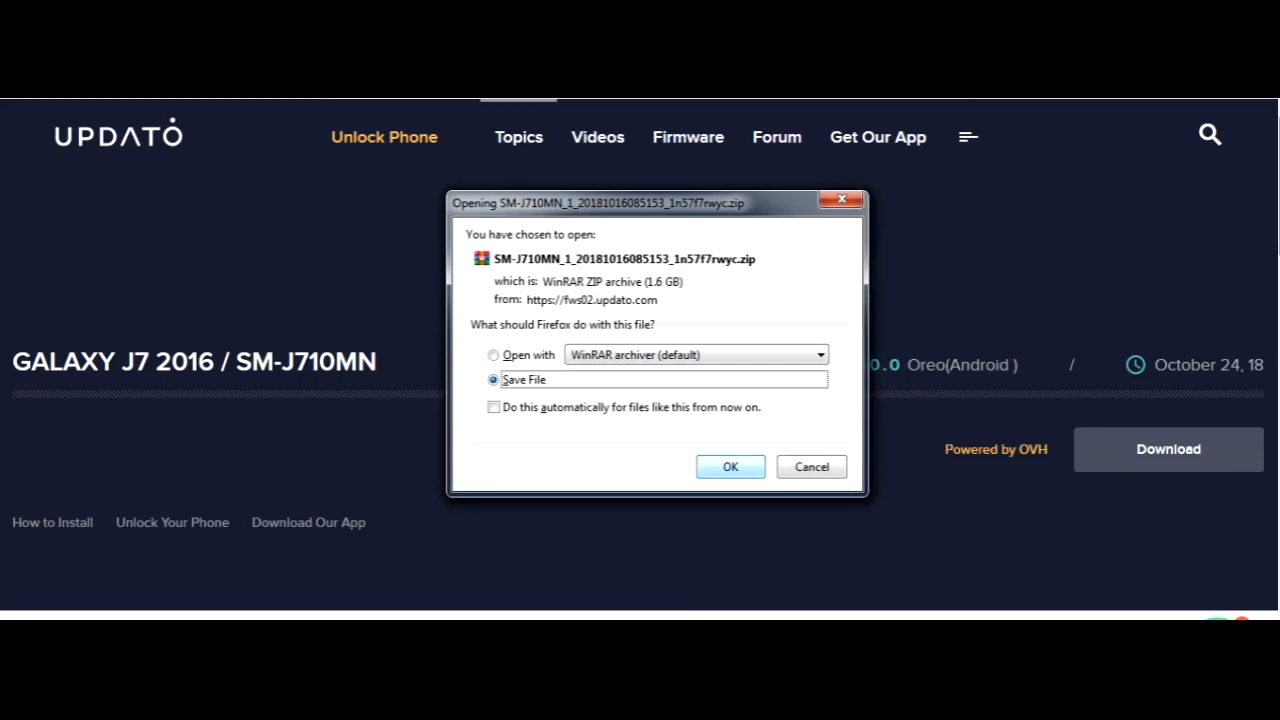 UPDATO
Unlock Phone
Topics
Videos
Firmware
Forum
Get Our App
Opening SM-J710MN_1_20181016085153_1n57f7rwyc.zip
You have chosen to open:
SM-J710MN_1_20181016085153_1n57f7rwyc.zip
which is: WinRAR ZIP archive (1.6 GB)
from: https://fws02.updato.com
What should Firefox do with this file?
Open with
WinRAR archiver (default)
Save File
Do this automatically for files like this from now on.
OK
Cancel
GALAXY J7 2016 / SM-J710MN
0.0 Oreo(Android )
/
October 24, 18
Powered by OVH
Download
How to Install
Unlock Your Phone
Download Our App